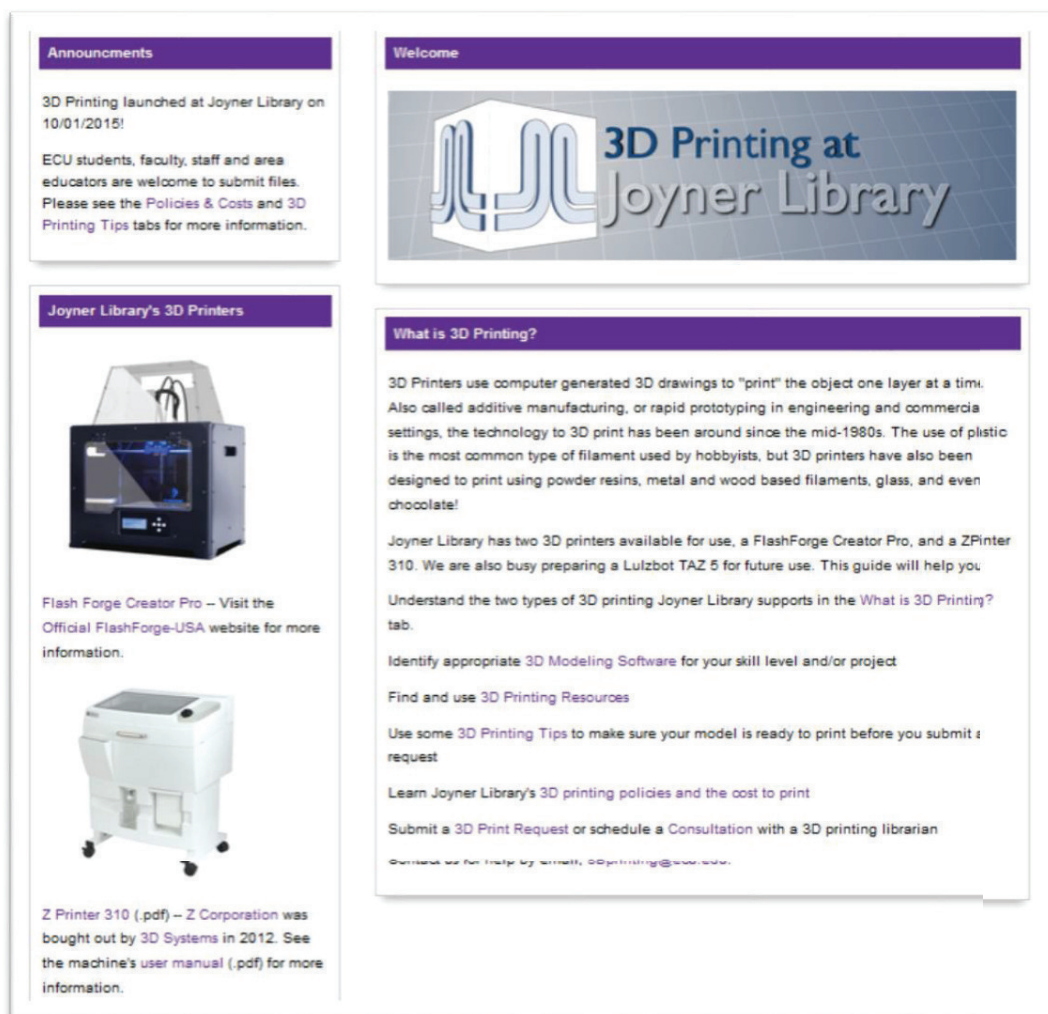 Announcments
3D Printing launched at Joyner Library on
10/01/2015!
ECU students, faculty, staff and area
educators are welcome to submit files.
Please see the Policies & Costs and 3D
Printing Tips tabs for more information.
Joyner Library's 3D Printers
Flash Forge Creator Pro – Visit the
Official FlashForge-USA website for more
information.
Z Printer 310 (.pdf) – Z Corporation was
bought out by 3D Systems in 2012. See
the machine's user manual (.pdf) for more
information.
Welcome
3D Printing at
Joyner Library
What is 3D Printing?
3D Printers use computer generated 3D drawings to "print" the object one layer at a time.
Also called additive manufacturing, or rapid prototyping in engineering and commercia
settings, the technology to 3D print has been around since the mid-1980s. The use of plastic
is the most common type of filament used by hobbyists, but 3D printers have also been
designed to print using powder resins, metal and wood based filaments, glass, and even
chocolate!
Joyner Library has two 3D printers available for use, a FlashForge Creator Pro, and a ZPinter
310. We are also busy preparing a Lulzbot TAZ 5 for future use. This guide will help you
Understand the two types of 3D printing Joyner Library supports in the What is 3D Printing?
tab.
Identify appropriate 3D Modeling Software for your skill level and/or project
Find and use 3D Printing Resources
Use some 3D Printing Tips to make sure your model is ready to print before you submit a
request
Learn Joyner Library's 3D printing policies and the cost to print
Submit a 3D Print Request or schedule a Consultation with a 3D printing librarian
Contact us for help by email, 3Dprinting@ecu.edu.